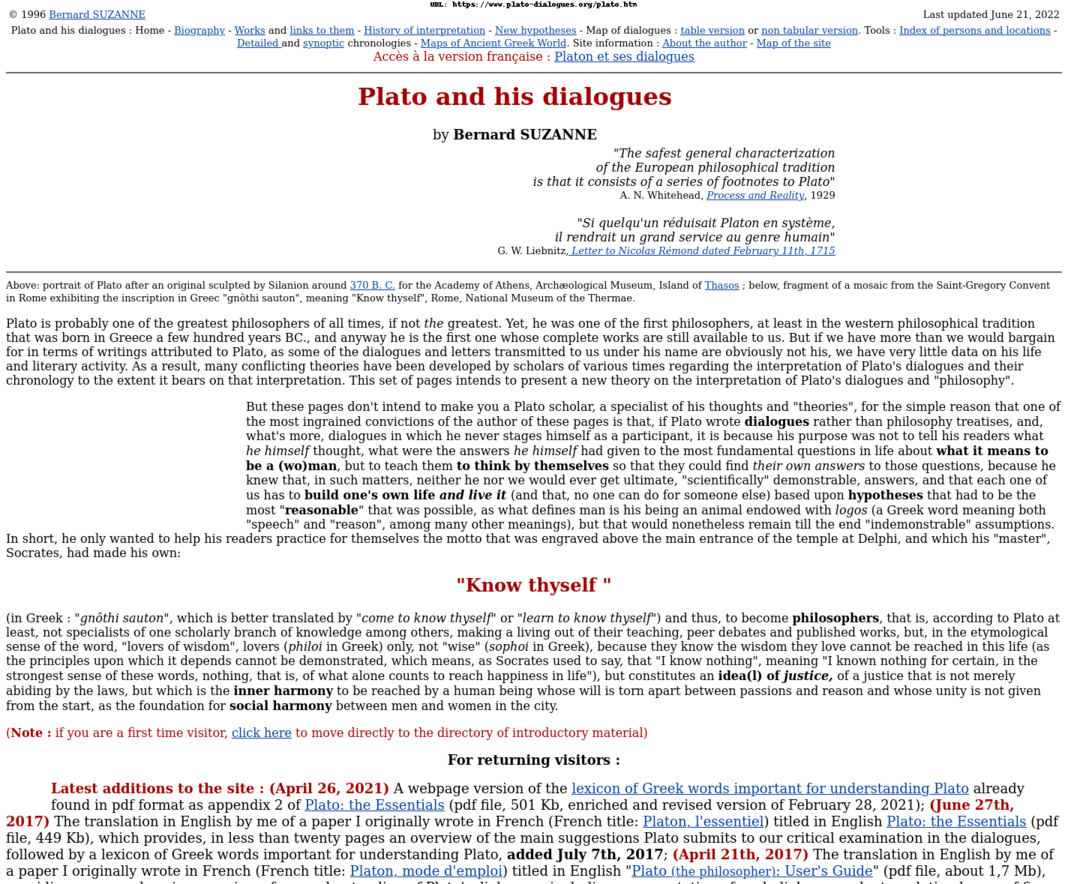 URL: https://www.plato-dialogues.org/plato.htm
© 1996 Bernard SUZANNE
Last updated June 21, 2022
Plato and his dialogues : Home - Biography - Works and links to them - History of interpretation - New hypotheses - Map of dialogues : table version or non tabular version. Tools : Index of persons and locations -
Detailed and synoptic chronologies - Maps of Ancient Greek World. Site information : About the author - Map of the site
Accès à la version française : Platon et ses dialogues
Plato and his dialogues
by Bernard SUZANNE
"The safest general characterization
of the European philosophical tradition
is that it consists of a series of footnotes to Plato"
A. N. Whitehead, Process and Reality, 1929
"Si quelqu'un réduisait Platon en système,
il rendrait un grand service au genre humain"
G. W. Liebnitz, Letter to Nicolas Rémond dated February 11th, 1715
Above: portrait of Plato after an original sculpted by Silanion around 370 B. C. for the Academy of Athens, Archæological Museum, Island of Thasos ; below, fragment of a mosaic from the Saint-Gregory Convent
in Rome exhibiting the inscription in Greec "gnôthi sauton", meaning "Know thyself", Rome, National Museum of the Thermae.
Plato is probably one of the greatest philosophers of all times, if not the greatest. Yet, he was one of the first philosophers, at least in the western philosophical tradition
that was born in Greece a few hundred years BC., and anyway he is the first one whose complete works are still available to us. But if we have more than we would bargain
for in terms of writings attributed to Plato, as some of the dialogues and letters transmitted to us under his name are obviously not his, we have very little data on his life
and literary activity. As a result, many conflicting theories have been developed by scholars of various times regarding the interpretation of Plato's dialogues and their
chronology to the extent it bears on that interpretation. This set of pages intends to present a new theory on the interpretation of Plato's dialogues and "philosophy".
But these pages don't intend to make you a Plato scholar, a specialist of his thoughts and "theories", for the simple reason that one of
the most ingrained convictions of the author of these pages is that, if Plato wrote dialogues rather than philosophy treatises, and,
what's more, dialogues in which he never stages himself as a participant, it is because his purpose was not to tell his readers what
he himself thought, what were the answers he himself had given to the most fundamental questions in life about what it means to
be a (wo)man, but to teach them to think by themselves so that they could find their own answers to those questions, because he
knew that, in such matters, neither he nor we would ever get ultimate, "scientifically" demonstrable, answers, and that each one of
us has to build one's own life and live it (and that, no one can do for someone else) based upon hypotheses that had to be the
most "reasonable" that was possible, as what defines man is his being an animal endowed with logos (a Greek word meaning both
"speech" and "reason", among many other meanings), but that would nonetheless remain till the end "indemonstrable" assumptions.
In short, he only wanted to help his readers practice for themselves the motto that was engraved above the main entrance of the temple at Delphi, and which his "master",
Socrates, had made his own:
"Know thyself "
(in Greek : "gnôthi sauton", which is better translated by "come to know thyself" or "learn to know thyself") and thus, to become philosophers, that is, according to Plato at
least, not specialists of one scholarly branch of knowledge among others, making a living out of their teaching, peer debates and published works, but, in the etymological
sense of the word, "lovers of wisdom", lovers (philoi in Greek) only, not "wise" (sophoi in Greek), because they know the wisdom they love cannot be reached in this life (as
the principles upon which it depends cannot be demonstrated, which means, as Socrates used to say, that "I know nothing", meaning "I known nothing for certain, in the
strongest sense of these words, nothing, that is, of what alone counts to reach happiness in life"), but constitutes an idea(l) of justice, of a justice that is not merely
abiding by the laws, but which is the inner harmony to be reached by a human being whose will is torn apart between passions and reason and whose unity is not given
from the start, as the foundation for social harmony between men and women in the city.
(Note : if you are a first time visitor, click here to move directly to the directory of introductory material)
For returning visitors :
Latest additions to the site : (April 26, 2021) A webpage version of the lexicon of Greek words important for understanding Plato already
found in pdf format as appendix 2 of Plato: the Essentials (pdf file, 501 Kb, enriched and revised version of February 28, 2021); (June 27th,
2017) The translation in English by me of a paper I originally wrote in French (French title: Platon, l'essentiel) titled in English Plato: the Essentials (pdf
file, 449 Kb), which provides, in less than twenty pages an overview of the main suggestions Plato submits to our critical examination in the dialogues,
followed by a lexicon of Greek words important for understanding Plato, added July 7th, 2017; (April 21th, 2017) The translation in English by me of
a paper I originally wrote in French (French title: Platon, mode d'emploi) titled in English "Plato (the philosopher): User's Guide" (pdf file, about 1,7 Mb),